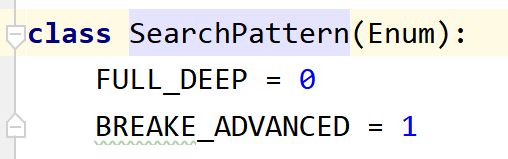 class SearchPattern(Enum):
    FULL_DEEP = 0
    BREAKE_ADVANCED = 1